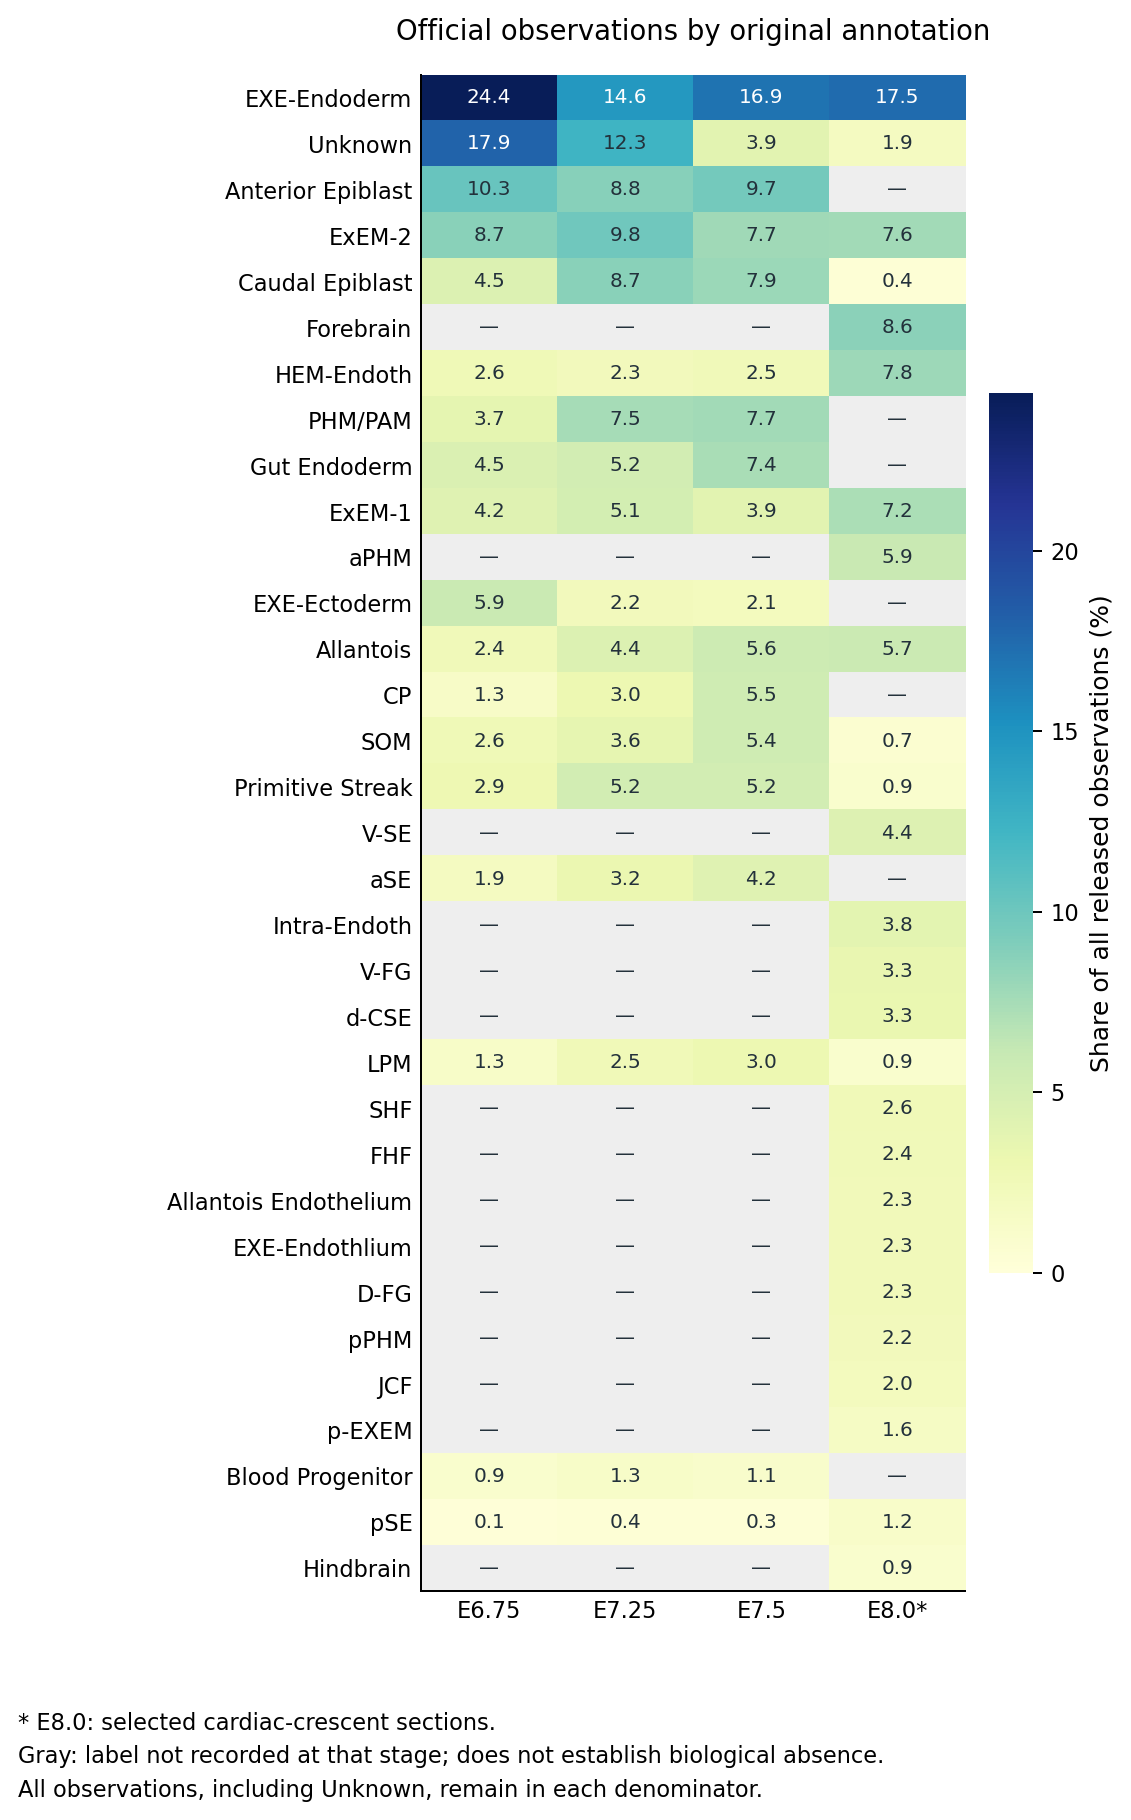 Official observations by original annotation
EXE-Endoderm 24.4 14.6 16.9 17.5
Unknown 17.9 12.3 3.9 1.9
Anterior Epiblast 10.3 8.8 9.7 —
ExEM-2 8.7 9.8 7.7 7.6
Caudal Epiblast 4.5 8.7 7.9 0.4
Forebrain — — — 8.6
HEM-Endoth 2.6 2.3 2.5 7.8
PHM/PAM 3.7 7.5 7.7 —
Gut Endoderm 4.5 5.2 7.4 —
ExEM-1 4.2 5.1 3.9 7.2
aPHM — — — 5.9
EXE-Ectoderm 5.9 2.2 2.1 —
Allantois 2.4 4.4 5.6 5.7
CP 1.3 3.0 5.5 —
SOM 2.6 3.6 5.4 0.7
Primitive Streak 2.9 5.2 5.2 0.9
V-SE — — — 4.4
aSE 1.9 3.2 4.2 —
Intra-Endoth — — — 3.8
V-FG — — — 3.3
d-CSE — — — 3.3
LPM 1.3 2.5 3.0 0.9
SHF — — — 2.6
FHF — — — 2.4
Allantois Endothelium — — — 2.3
EXE-Endothlium — — — 2.3
D-FG — — — 2.3
pPHM — — — 2.2
JCF — — — 2.0
p-EXEM — — — 1.6
Blood Progenitor 0.9 1.3 1.1 —
pSE 0.1 0.4 0.3 1.2
Hindbrain — — — 0.9
E6.75 E7.25 E7.5 E8.0*
20
15
10
5
0
Share of all released observations (%)
* E8.0: selected cardiac-crescent sections.
Gray: label not recorded at that stage; does not establish biological absence.
All observations, including Unknown, remain in each denominator.